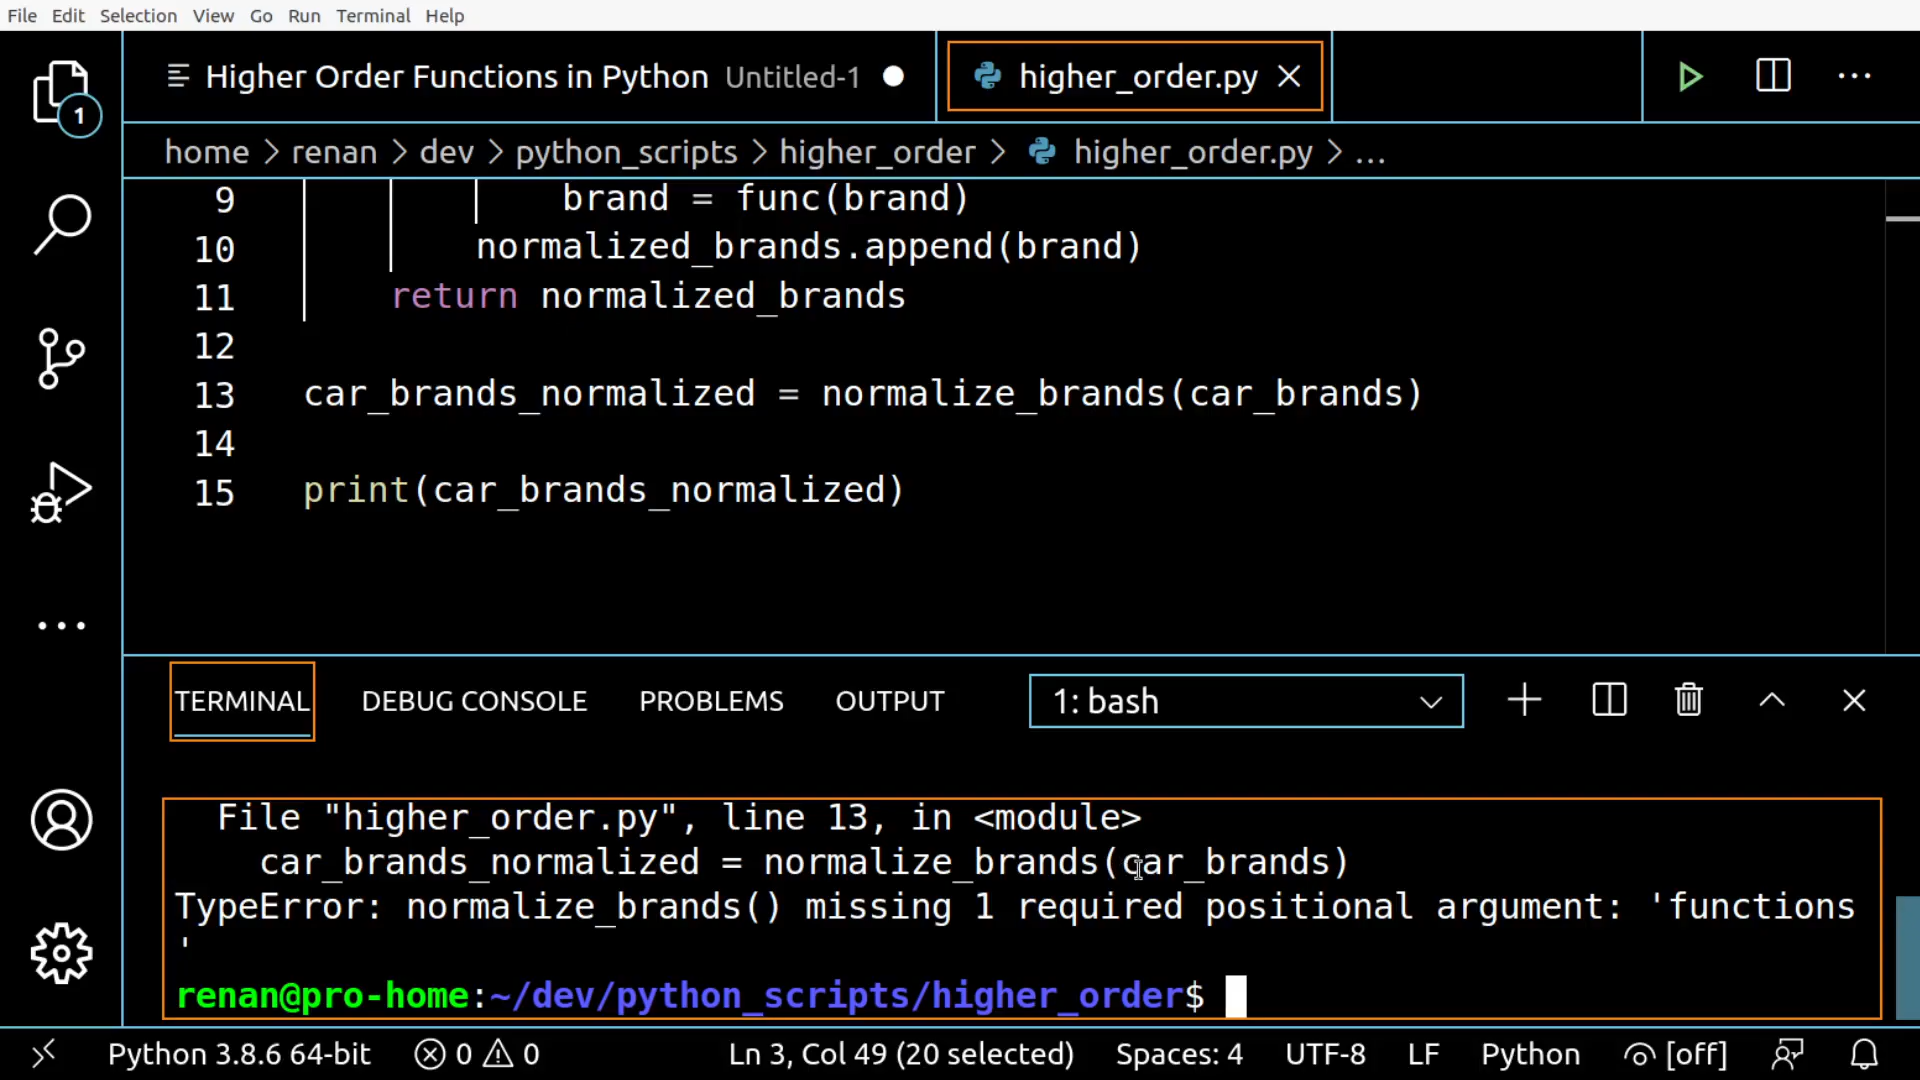 File Edit Selection View Go Run Terminal Help
Higher Order Functions in Python Untitled-1 higher_order.py
1
home > renan > dev > python_scripts > higher_order > higher_order.py > ...
9 brand = func(brand)
10 normalized_brands.append(brand)
11 return normalized_brands
12
13 car_brands_normalized = normalize_brands(car_brands)
14
15 print(car_brands_normalized)
TERMINAL DEBUG CONSOLE PROBLEMS OUTPUT 1: bash
File "higher_order.py", line 13, in <module>
car_brands_normalized = normalize_brands(car_brands)
TypeError: normalize_brands() missing 1 required positional argument: 'functions
'
renan@pro-home:~/dev/python_scripts/higher_order$
Python 3.8.6 64-bit 0 0 Ln 3, Col 49 (20 selected) Spaces: 4 UTF-8 LF Python [off]